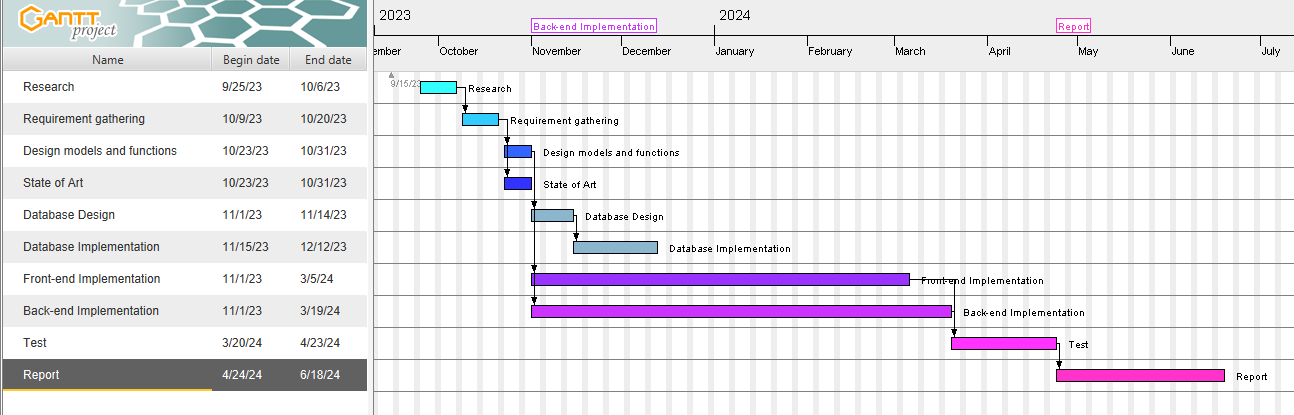 GANTT
project
2023
2024
Back-end Implementation
Report
ember October November December January February March April May June July
Name Begin date End date
9/15/23
Research 9/25/23 10/6/23 Research
Requirement gathering 10/9/23 10/20/23 Requirement gathering
Design models and functions 10/23/23 10/31/23 Design models and functions
State of Art 10/23/23 10/31/23 State of Art
Database Design 11/1/23 11/14/23 Database Design
Database Implementation 11/15/23 12/12/23 Database Implementation
Front-end Implementation 11/1/23 3/5/24 Front-end Implementation
Back-end Implementation 11/1/23 3/19/24 Back-end Implementation
Test 3/20/24 4/23/24 Test
Report 4/24/24 6/18/24 Report